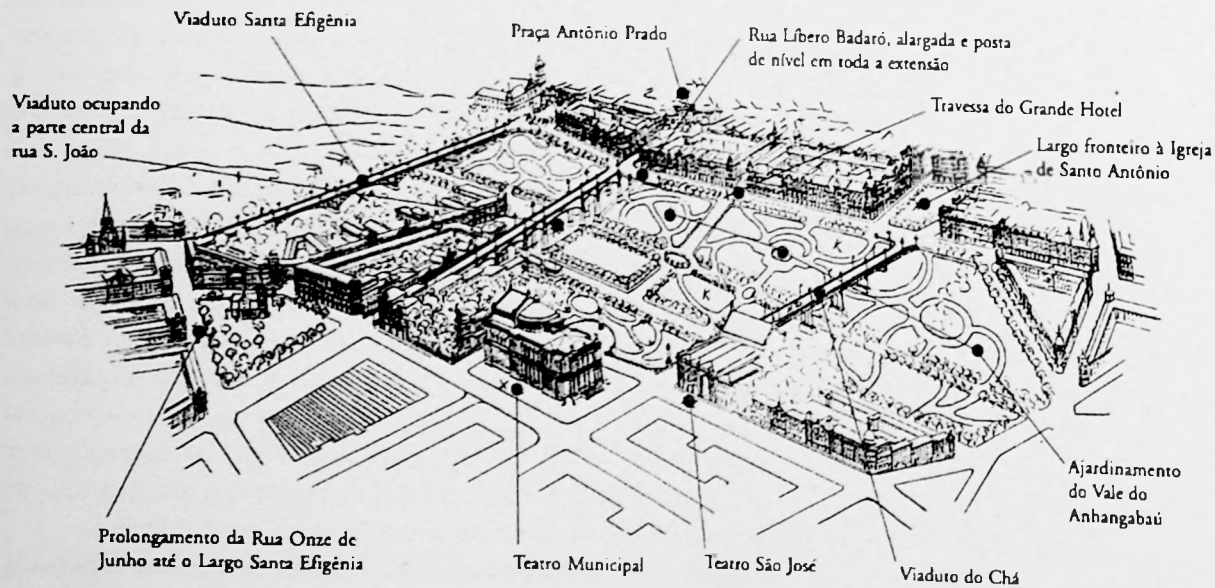 Viaduto Santa Efigênia
Praça Antônio Prado
Rua Líbero Badaró, alargada e posta
de nível em toda a extensão
Viaduto ocupando
a parte central da
rua S. João
Travessa do Grande Hotel
Largo fronteiro à Igreja
de Santo Antônio
K
K
X
Ajardinamento
do Vale do
Anhangabaú
Prolongamento da Rua Onze de
Junho até o Largo Santa Efigênia
Teatro Municipal
Teatro São José
Viaduto do Chá